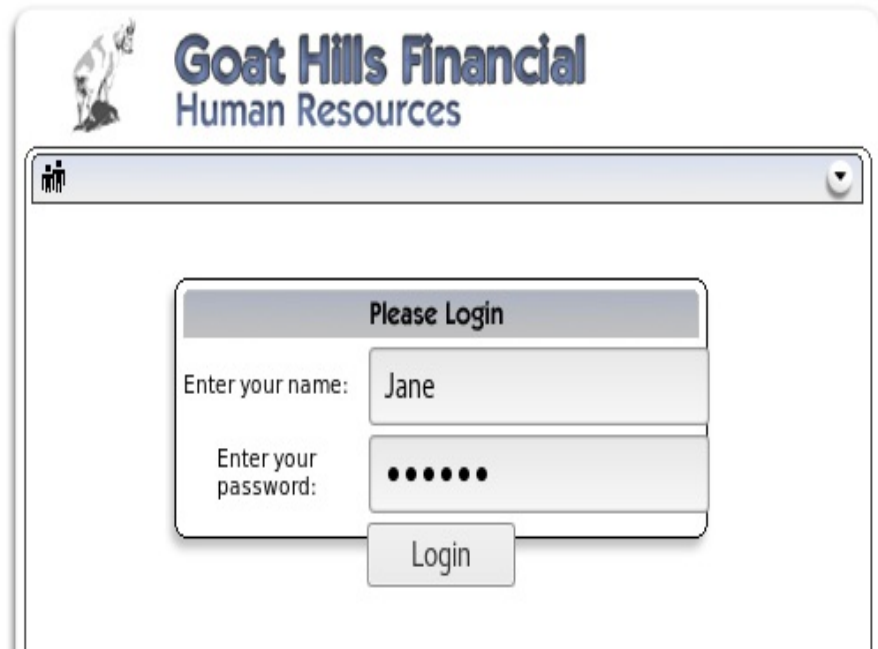 Goat Hills Financial
Human Resources
Please Login
Enter your name:
Jane
Enter your
password:
••••••
Login